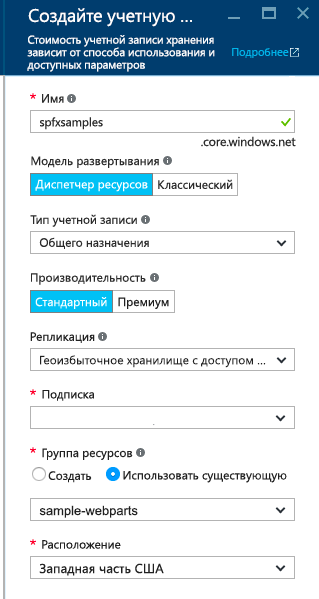 Создайте учетную ...
Стоимость учетной записи хранения
зависит от способа использования и
доступных параметров
Подробнее
* Имя
spfxsamples
.core.windows.net
Модель развертывания
Диспетчер ресурсов Классический
Тип учетной записи
Общего назначения
Производительность
Стандартный Премиум
Репликация
Геоизбыточное хранилище с доступом ...
* Подписка
* Группа ресурсов
Создать Использовать существующую
sample-webparts
* Расположение
Западная часть США